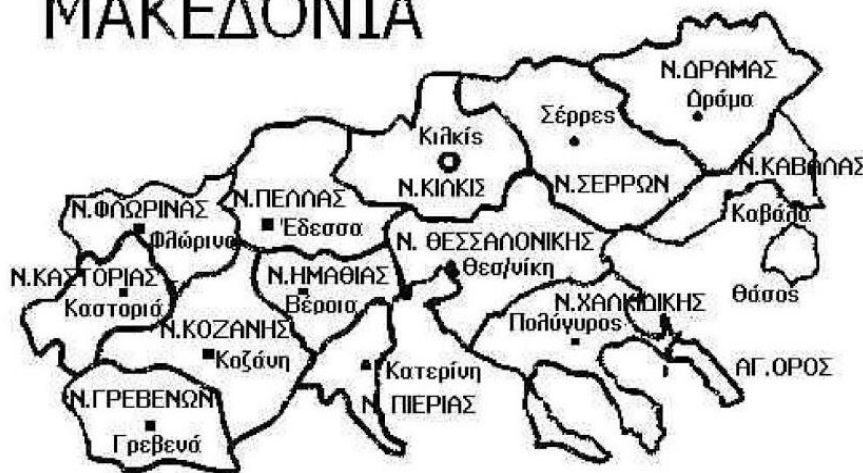 ΜΑΚΕΔΟΝΙΑ
Ν.ΔΡΑΜΑΣ
Δράμα
Σέρρες
Κιλκίς
Ν.ΚΑΒΑΛΑΣ
Ν.ΣΕΡΡΩΝ
Ν.ΚΙΛΚΙΣ
Ν.ΠΕΛΛΑΣ
Ν.ΦΛΩΡΙΝΑΣ
Καβάλα
Έδεσσα
Φλώρινα
Ν. ΘΕΣΣΑΛΟΝΙΚΗΣ
Θεσ/νίκη
Ν.ΚΑΣΤΟΡΙΑΣ
Ν.ΗΜΑΘΙΑΣ
Θάσος
Καστοριά
Βέροια
Ν.ΧΑΛΚΙΔΙΚΗΣ
Πολύγυρος
Ν.ΚΟΖΑΝΗΣ
Κοζάνη
Κατερίνη
ΑΓ.ΟΡΟΣ
Ν.ΓΡΕΒΕΝΩΝ
Ν ΠΙΕΡΙΑΣ
Γρεβενά